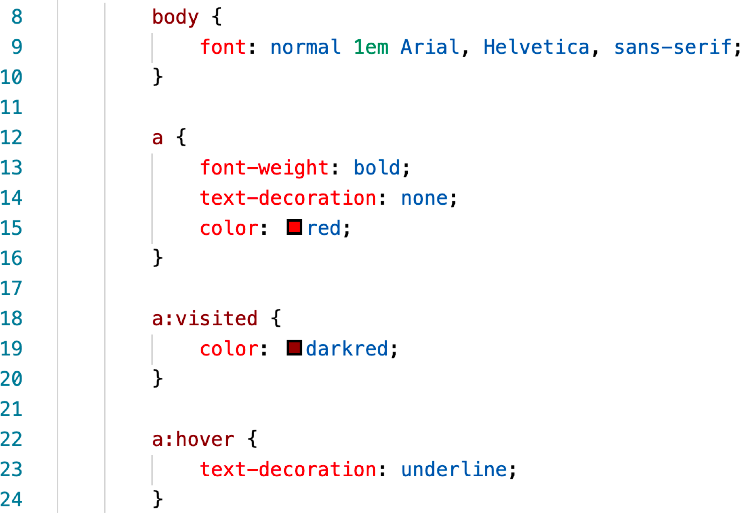 8 body {
9 font: normal 1em Arial, Helvetica, sans-serif;
10 }
11
12 a {
13 font-weight: bold;
14 text-decoration: none;
15 color: red;
16 }
17
18 a:visited {
19 color: darkred;
20 }
21
22 a:hover {
23 text-decoration: underline;
24 }